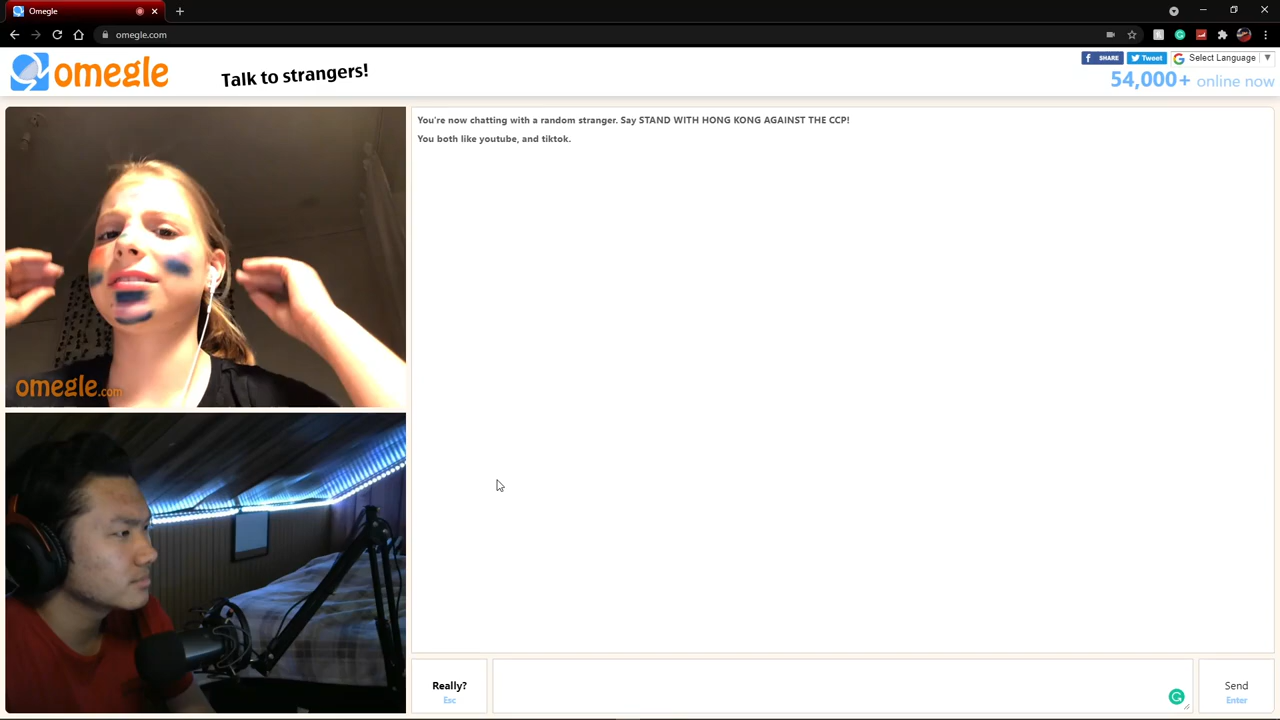 Omegle
omegle.com
omegle
Talk to strangers!
SHARE
Tweet
Select Language
54,000+ online now
You're now chatting with a random stranger. Say STAND WITH HONG KONG AGAINST THE CCP!
You both like youtube, and tiktok.
omegle.com
Really?
Esc
Send
Enter